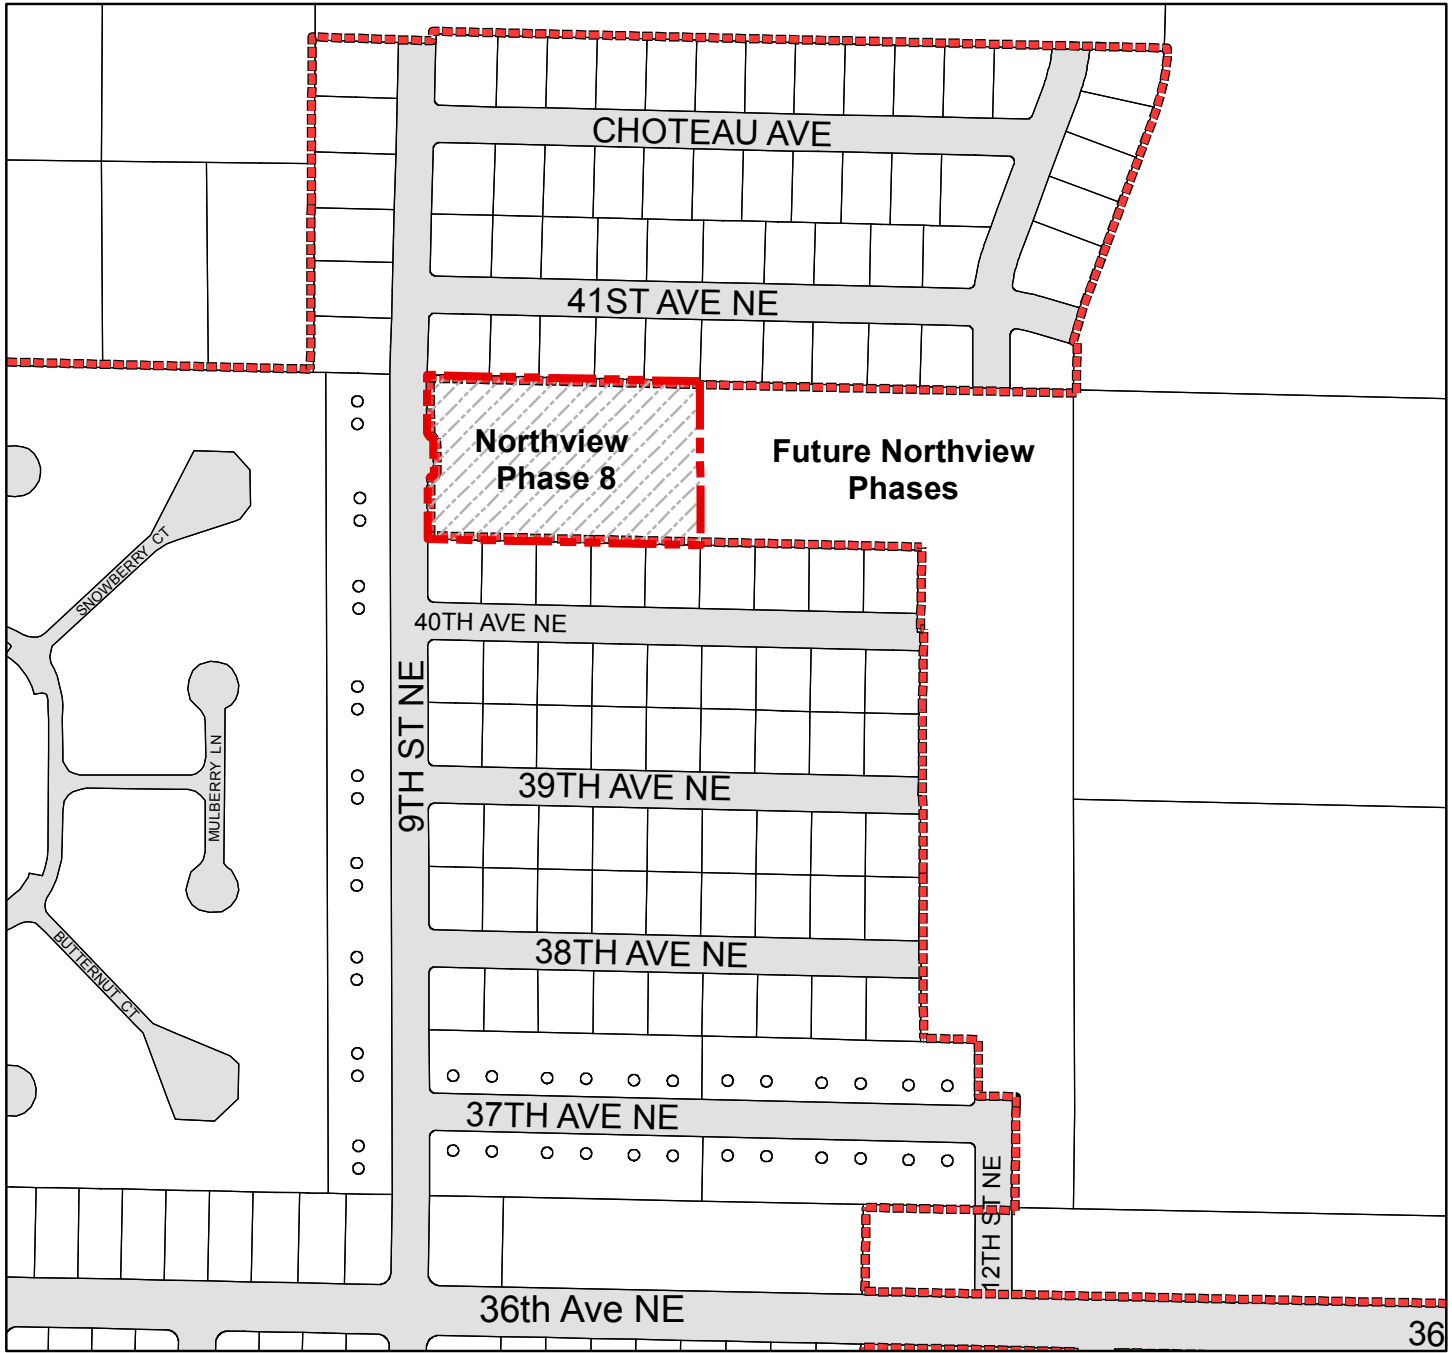 CHOTEAU AVE
41ST AVE NE
Northview
Phase 8
Future Northview
Phases
SNOWBERRY CT
40TH AVE NE
9TH ST NE
MULBERRY LN
39TH AVE NE
BUTTERNUT CT
38TH AVE NE
37TH AVE NE
12TH ST NE
36th Ave NE
36